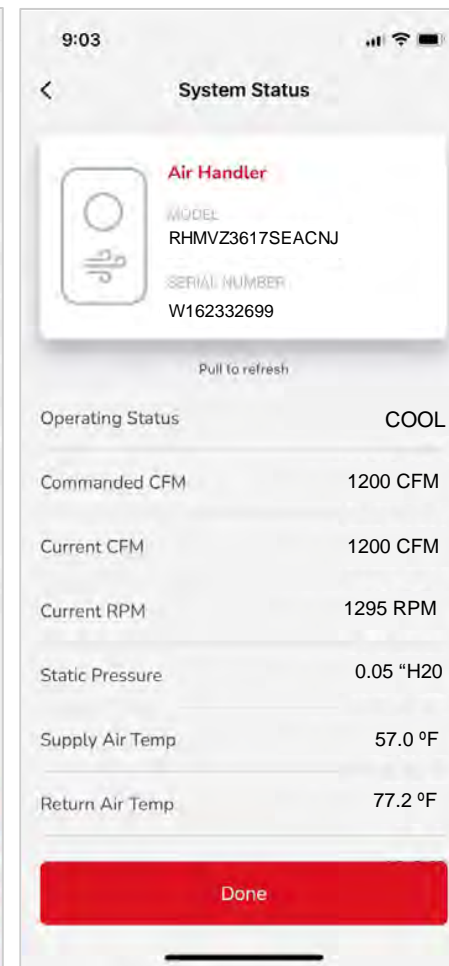 9:03
System Status
Air Handler
MODEL
RHMVZ3617SEACNJ
SERIAL NUMBER
W162332699
Pull to refresh
Operating Status COOL
Commanded CFM 1200 CFM
Current CFM 1200 CFM
Current RPM 1295 RPM
Static Pressure 0.05 “H20
Supply Air Temp 57.0 ºF
Return Air Temp 77.2 ºF
Done